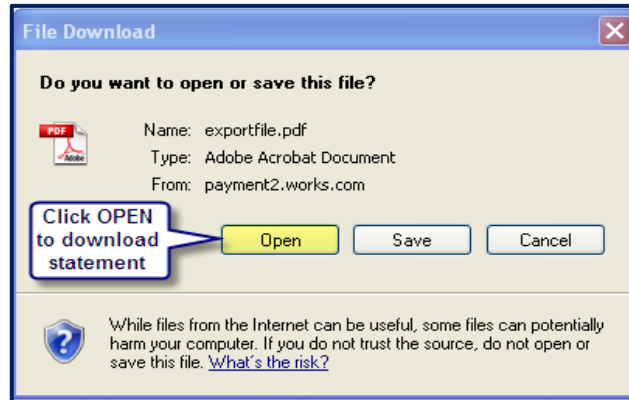 File Download
Do you want to open or save this file?
PDF
Adobe
Name: exportfile.pdf
Type: Adobe Acrobat Document
From: payment2.works.com
Click OPEN
to download
statement
Open Save Cancel
While files from the Internet can be useful, some files can potentially
harm your computer. If you do not trust the source, do not open or
save this file. What's the risk?